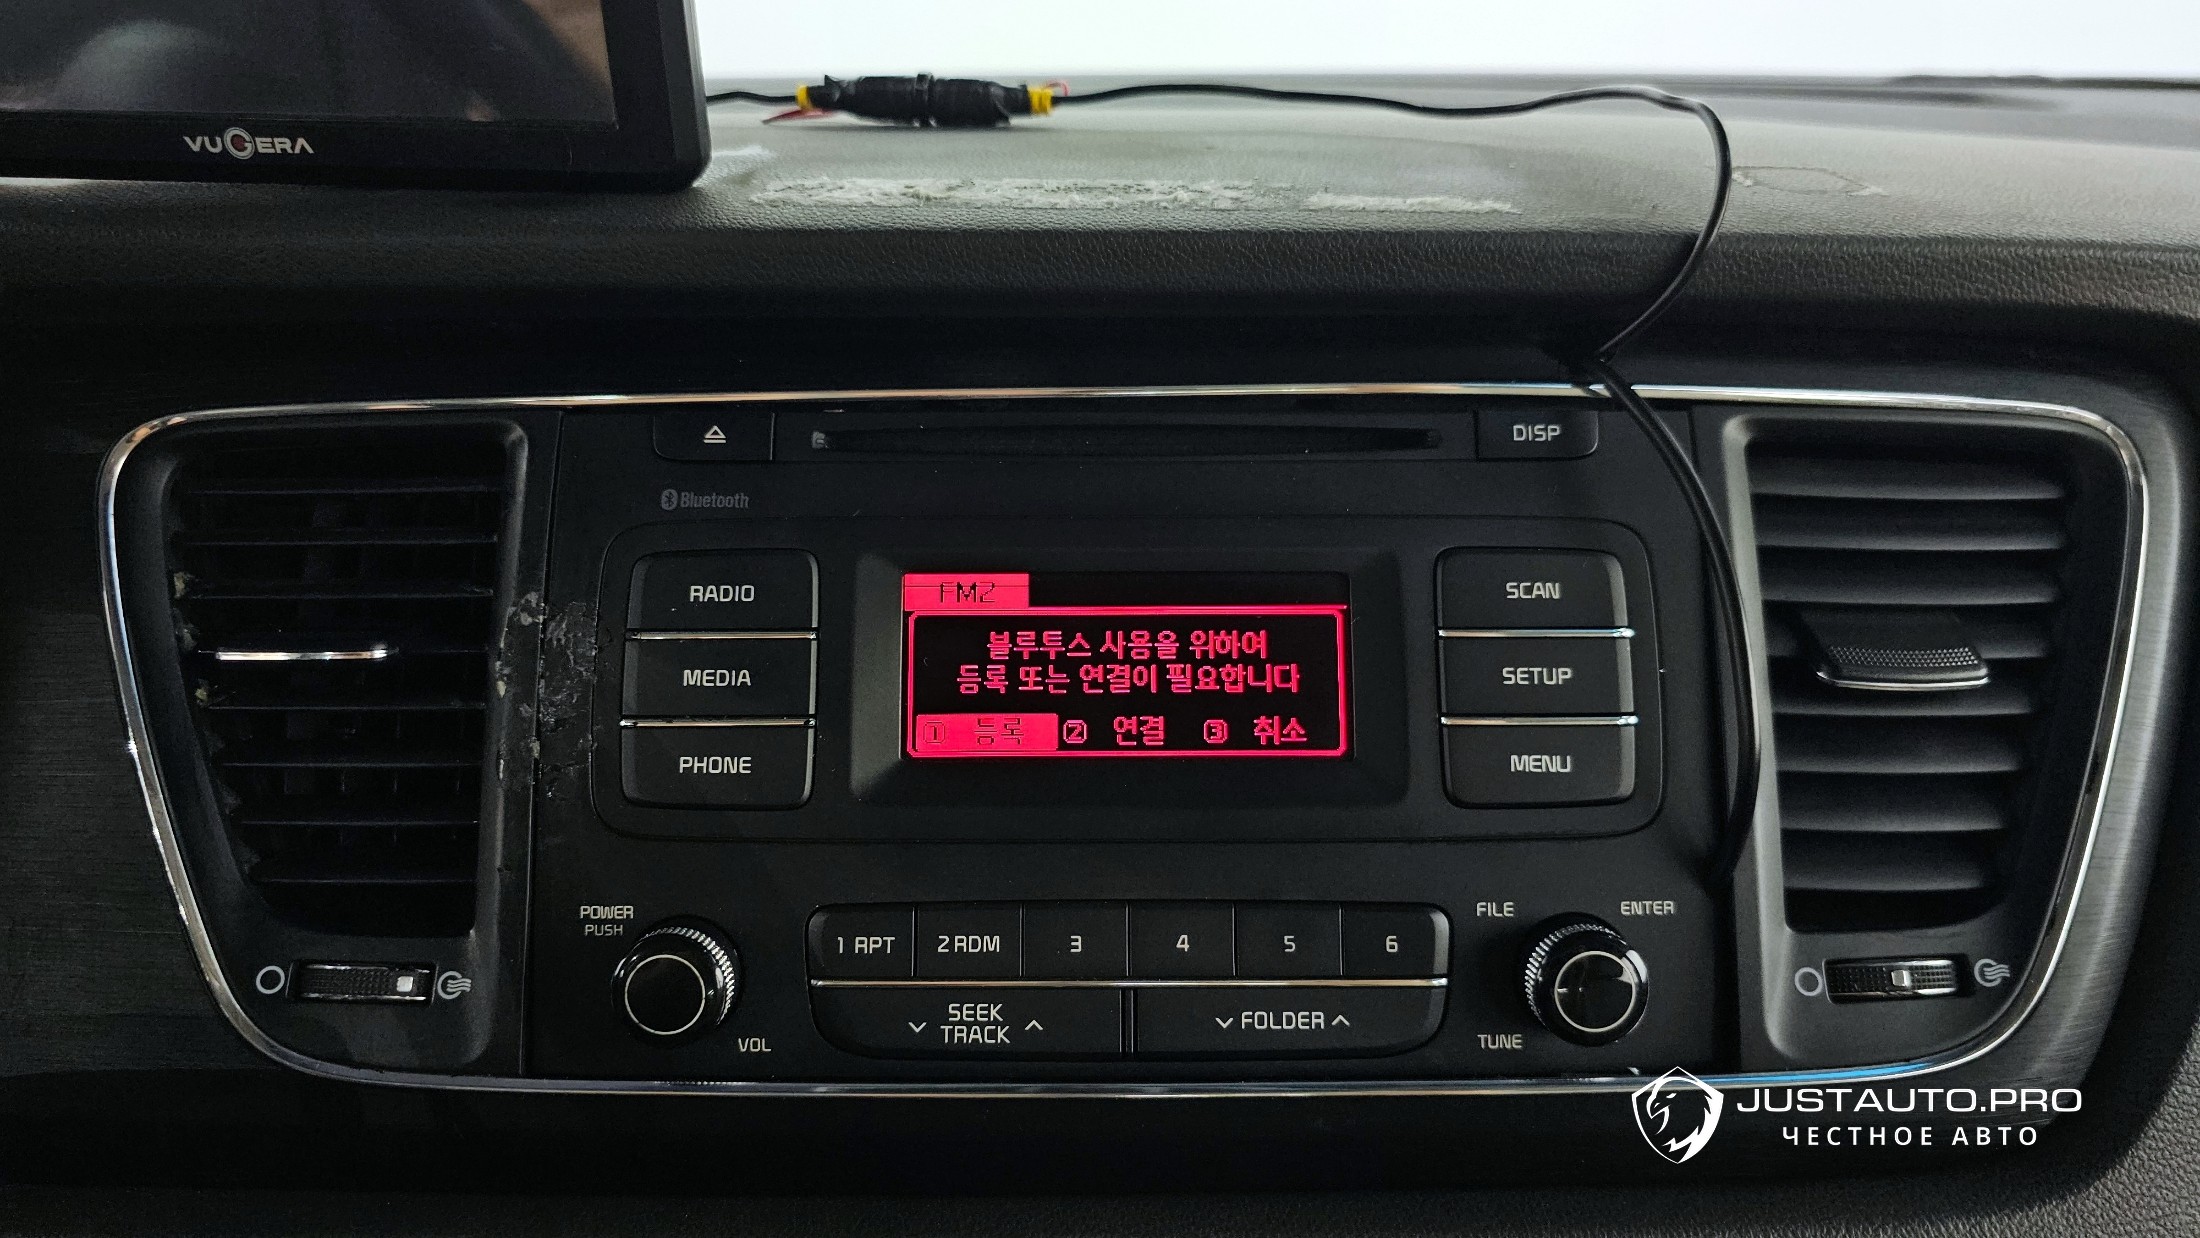 VUGERA
DISP
Bluetooth
RADIO
MEDIA
PHONE
FM2
블루투스 사용을 위하여
등록 또는 연결이 필요합니다
1 등록 2 연결 3 취소
SCAN
SETUP
MENU
POWER
PUSH
VOL
1 RPT
2 RDM
3
4
5
6
SEEK
TRACK
FOLDER
FILE
ENTER
TUNE
JUSTAUTO.PRO
ЧЕСТНОЕ АВТО